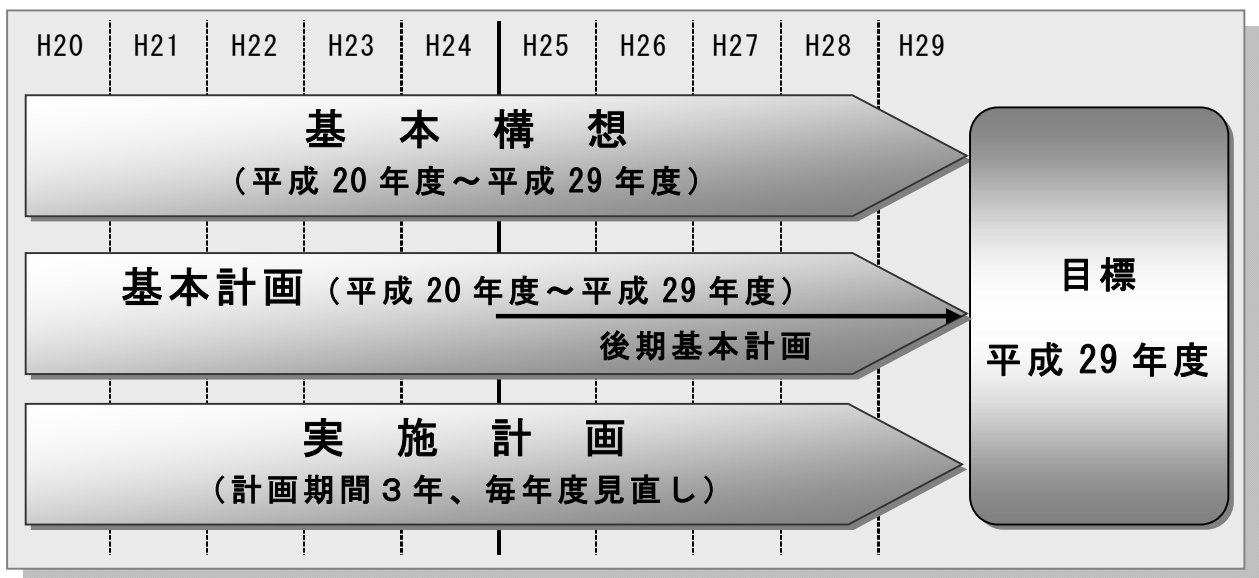 H20 H21 H22 H23 H24 H25 H26 H27 H28 H29
基本構想
（平成 20 年度～平成 29 年度）
基本計画（平成 20 年度～平成 29 年度）
後期基本計画
実施計画
（計画期間３年、毎年度見直し）
目標
平成 29 年度